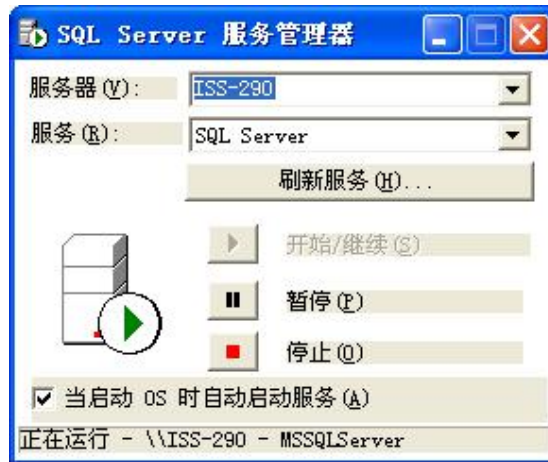 SQL Server 服务管理器
服务器(V): ISS-290
服务(R): SQL Server
刷新服务(H)...
开始/继续(S)
暂停(P)
停止(O)
当启动 OS 时自动启动服务(A)
正在运行 - \\ISS-290 - MSSQLServer